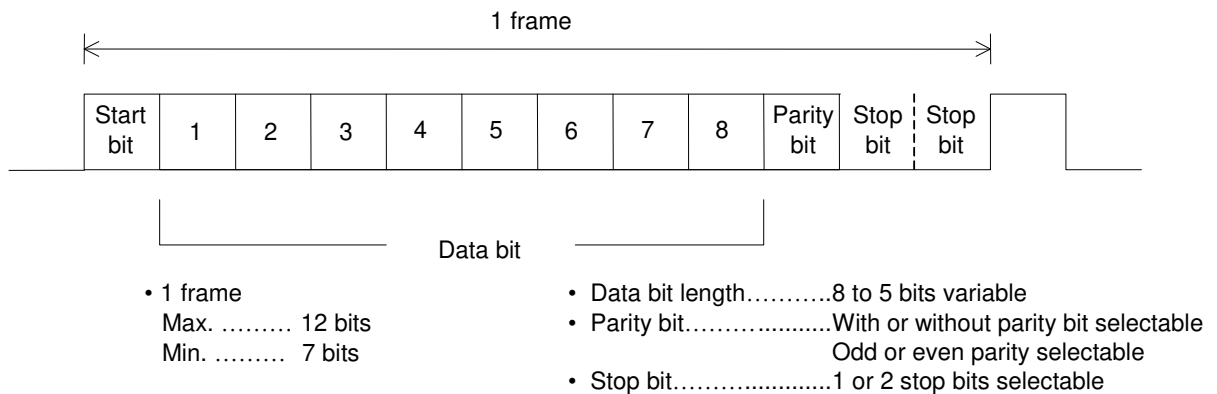 1 frame
Start bit 1 2 3 4 5 6 7 8 Parity bit Stop bit Stop bit
Data bit
• 1 frame
Max. ……… 12 bits
Min. ……… 7 bits
• Data bit length………..8 to 5 bits variable
• Parity bit………...........With or without parity bit selectable
Odd or even parity selectable
• Stop bit………............1 or 2 stop bits selectable